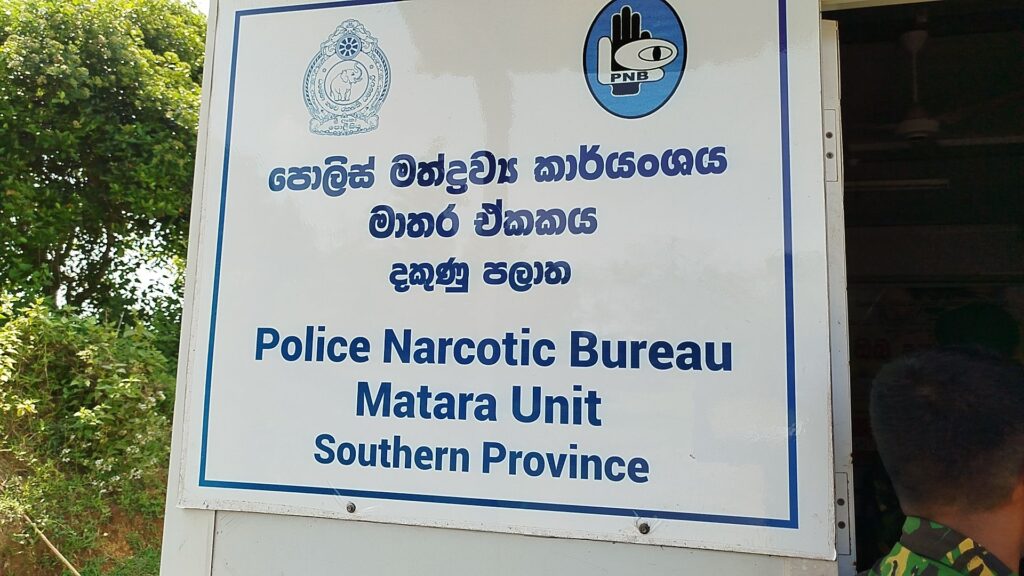 PNB
පොලිස් මත්ද්‍රව්‍ය කාර්යංශය
මාතර ඒකකය
දකුණු පලාත
Police Narcotic Bureau
Matara Unit
Southern Province